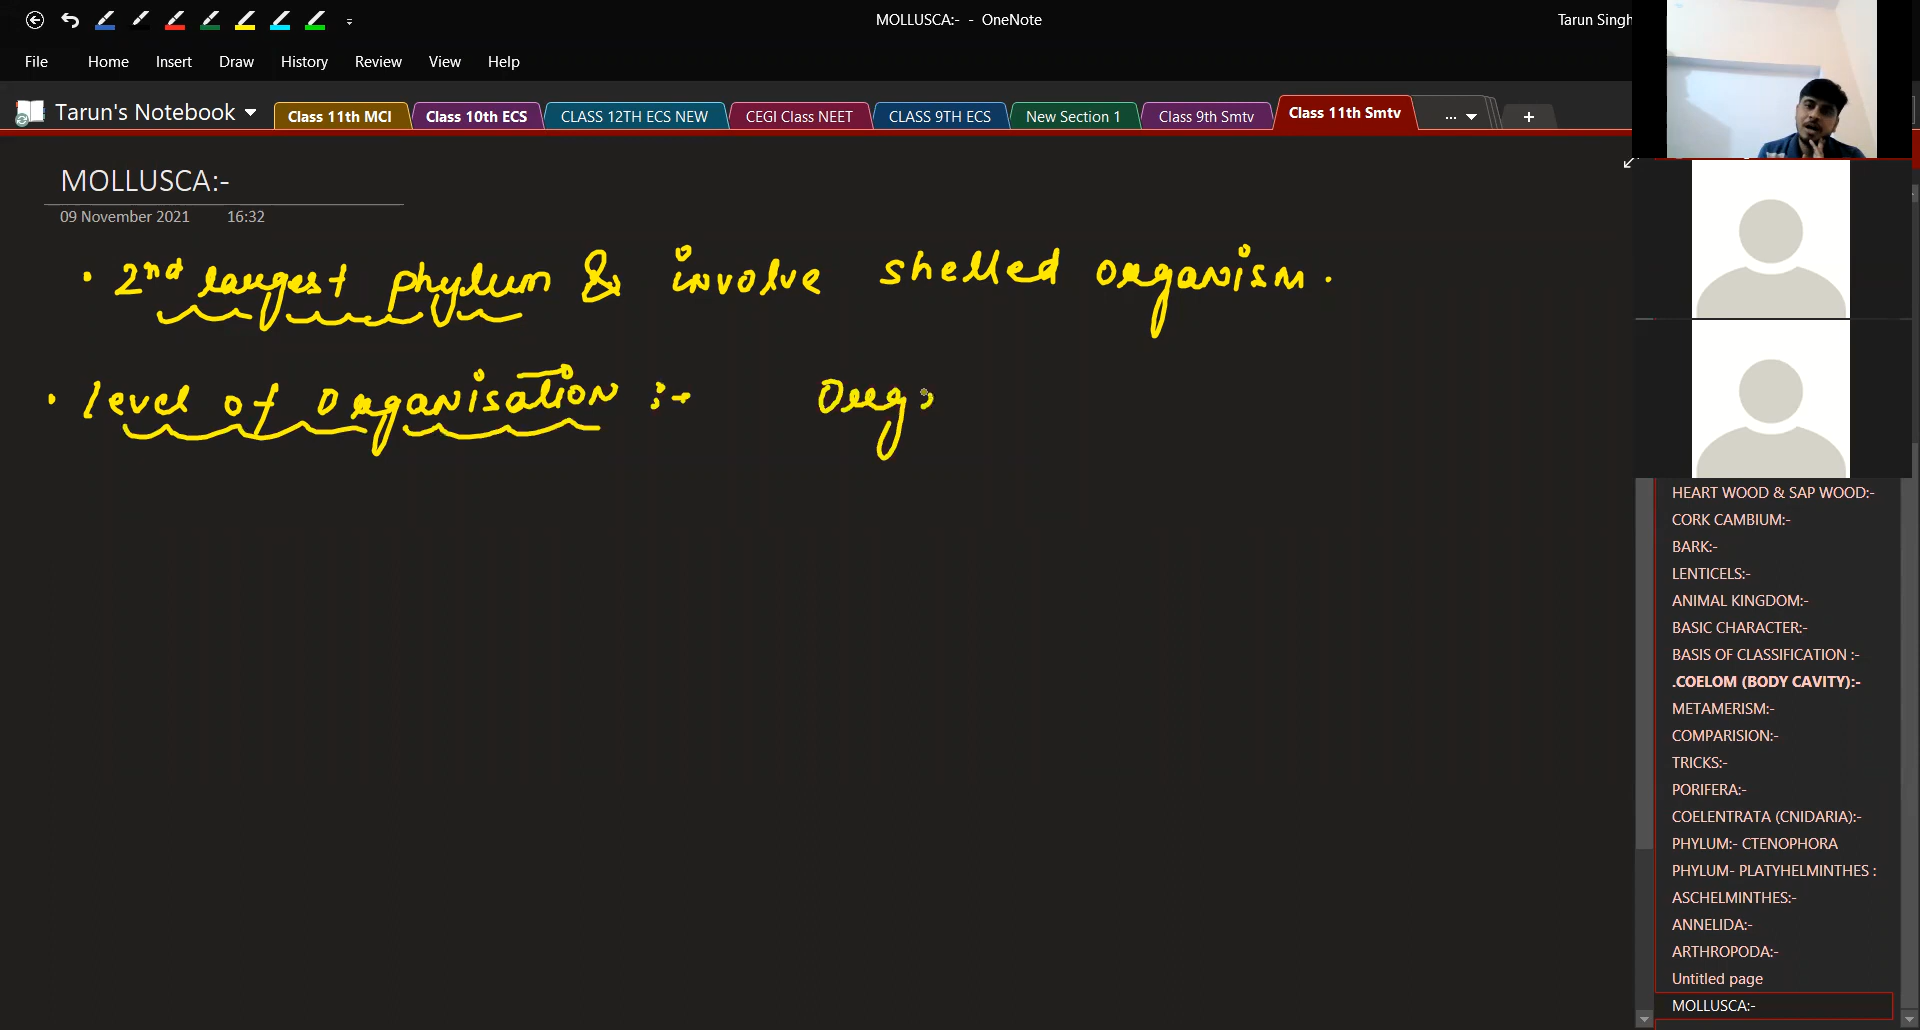 MOLLUSCA:- - OneNote
Tarun Singh
File Home Insert Draw History Review View Help
Tarun's Notebook
Class 11th MCI
Class 10th ECS
CLASS 12TH ECS NEW
CEGI Class NEET
CLASS 9TH ECS
New Section 1
Class 9th Smtv
Class 11th Smtv
...
+
MOLLUSCA:-
09 November 2021 16:32
• 2nd largest phylum & involve shelled organism.
• level of organisation :- Org
HEART WOOD & SAP WOOD:-
CORK CAMBIUM:-
BARK:-
LENTICELS:-
ANIMAL KINGDOM:-
BASIC CHARACTER:-
BASIS OF CLASSIFICATION :-
.COELOM (BODY CAVITY):-
METAMERISM:-
COMPARISION:-
TRICKS:-
PORIFERA:-
COELENTRATA (CNIDARIA):-
PHYLUM:- CTENOPHORA
PHYLUM- PLATYHELMINTHES :
ASCHELMINTHES:-
ANNELIDA:-
ARTHROPODA:-
Untitled page
MOLLUSCA:-